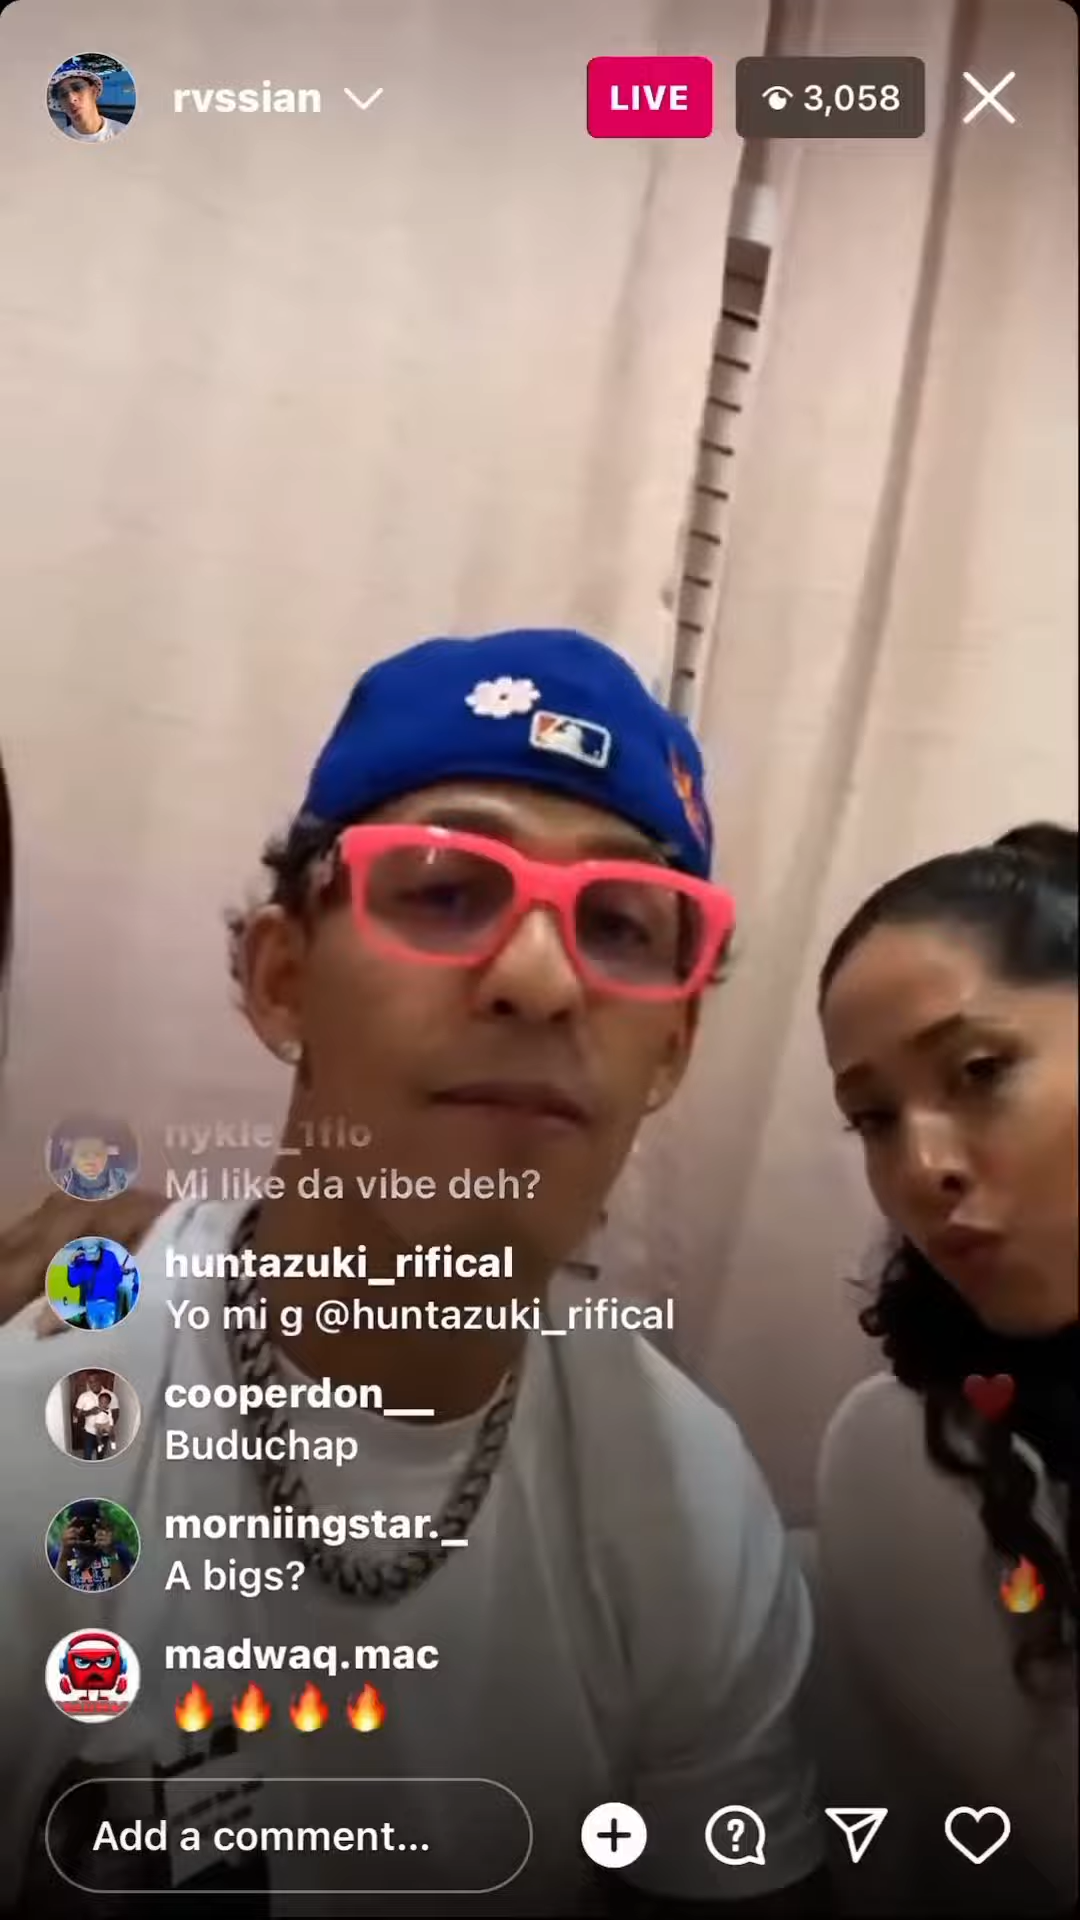 rvssian
LIVE
3,058
nykie_1flo
Mi like da vibe deh?
huntazuki_rifical
Yo mi g @huntazuki_rifical
cooperdon__
Buduchap
morniingstar._
A bigs?
madwaq.mac
🔥🔥🔥🔥
Add a comment...